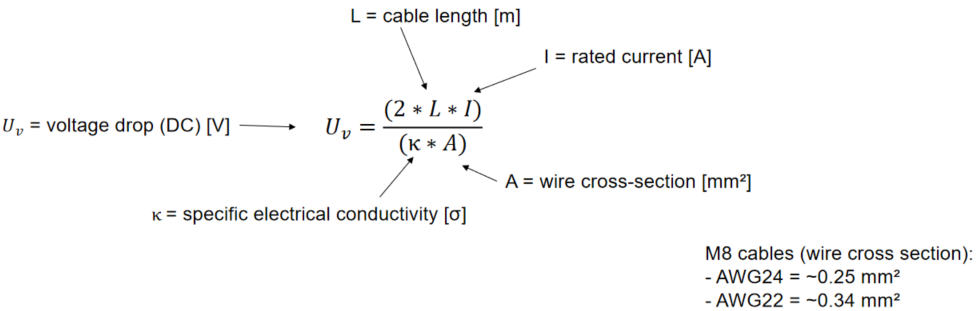 L = cable length [m]
I = rated current [A]
U_v = voltage drop (DC) [V]
U_v = (2 ∗ L ∗ I) / (κ ∗ A)
A = wire cross-section [mm²]
κ = specific electrical conductivity [σ]
M8 cables (wire cross section):
- AWG24 = ~0.25 mm²
- AWG22 = ~0.34 mm²